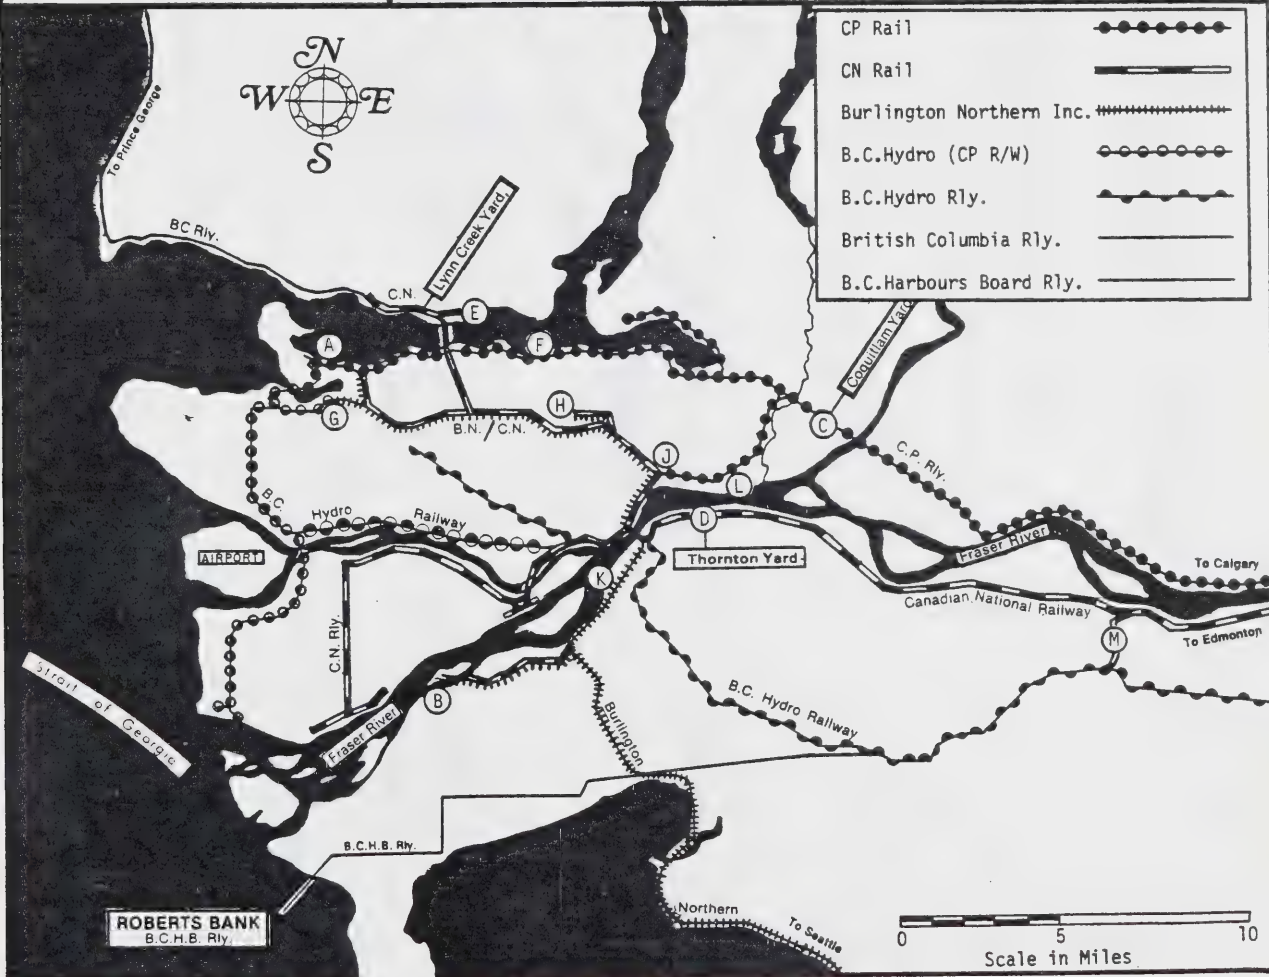 CP Rail
CN Rail
Burlington Northern Inc.
B.C.Hydro (CP R/W)
B.C.Hydro Rly.
British Columbia Rly.
B.C.Harbours Board Rly.
N
W
E
S
To Prince George
BC Rly.
Lynn Creek Yard,
C.N.
E
A
F
Coquitlam Yard
H
G
B.N. / C.N.
C
J
C.P. Rly.
L
B.C. Hydro Railway
D
AIRPORT
Thornton Yard.
Fraser River
To Calgary
K
Canadian National Railway
M
To Edmonton
C.N. Rly.
Strait of Georgia
B
B.C. Hydro Railway
Fraser River
Burlington
B.C.H.B. Rly.
ROBERTS BANK
B.C.H.B. Rly.
Northern
To Seattle
0 5 10
Scale in Miles